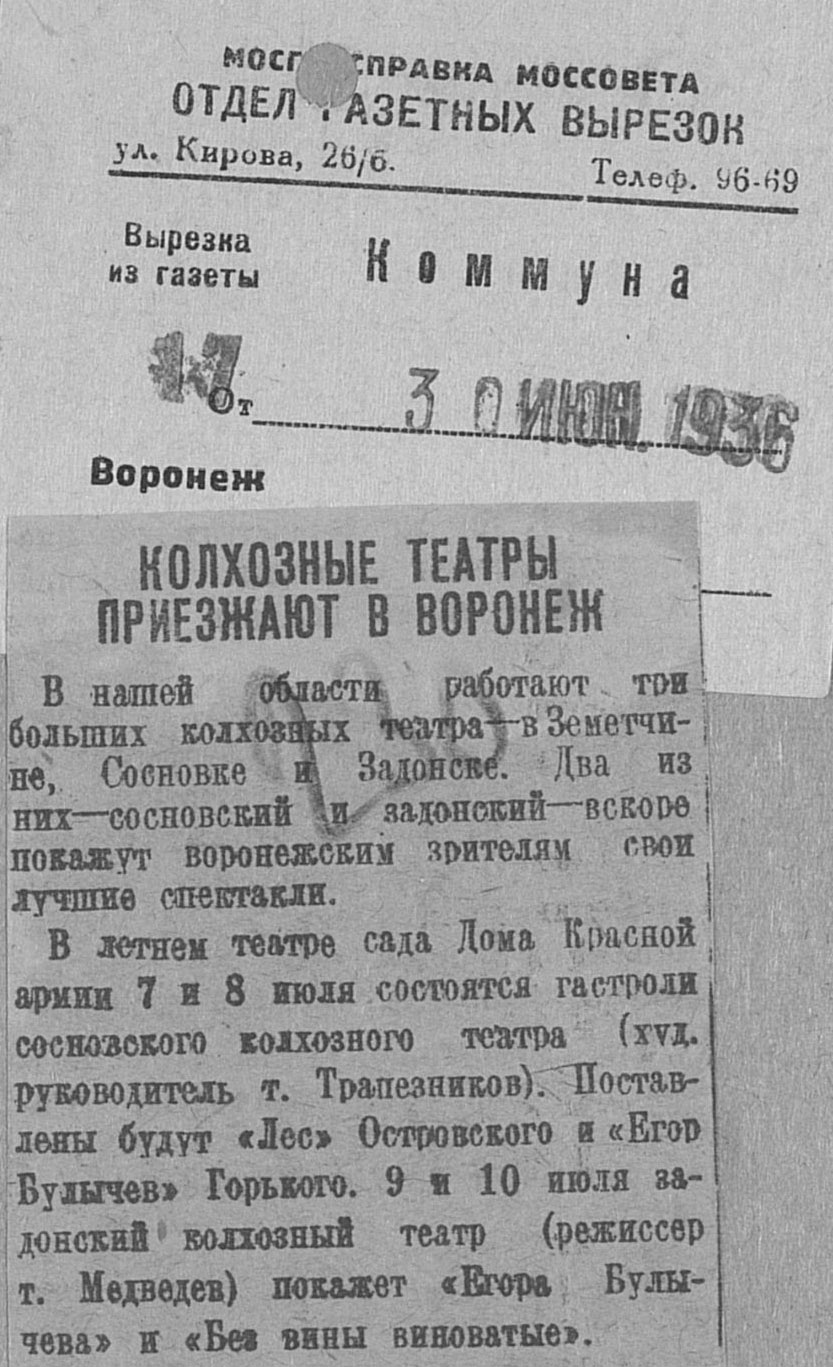 МОСГ СПРАВКА МОССОВЕТА
ОТДЕЛ ГАЗЕТНЫХ ВЫРЕЗОК
ул. Кирова, 26/б. Телеф. 96-69
Вырезка
из газеты
Коммуна
От 30 ИЮН. 1936
Воронеж
КОЛХОЗНЫЕ ТЕАТРЫ
ПРИЕЗЖАЮТ В ВОРОНЕЖ
В нашей области работают три
больших колхозных театра—в Земетчи-
не, Сосновке и Задонске. Два из
них—сосновский и задонский—вскоре
покажут воронежским зрителям свои
лучшие спектакли.
В летнем театре сада Дома Красной
армии 7 и 8 июля состоятся гастроли
сосновского колхозного театра (худ.
руководитель т. Трапезников). Постав-
лены будут «Лес» Островского и «Егор
Булычев» Горького. 9 и 10 июля за-
донский колхозный театр (режиссер
т. Медведев) покажет «Егора Булы-
чева» и «Без вины виноватые».